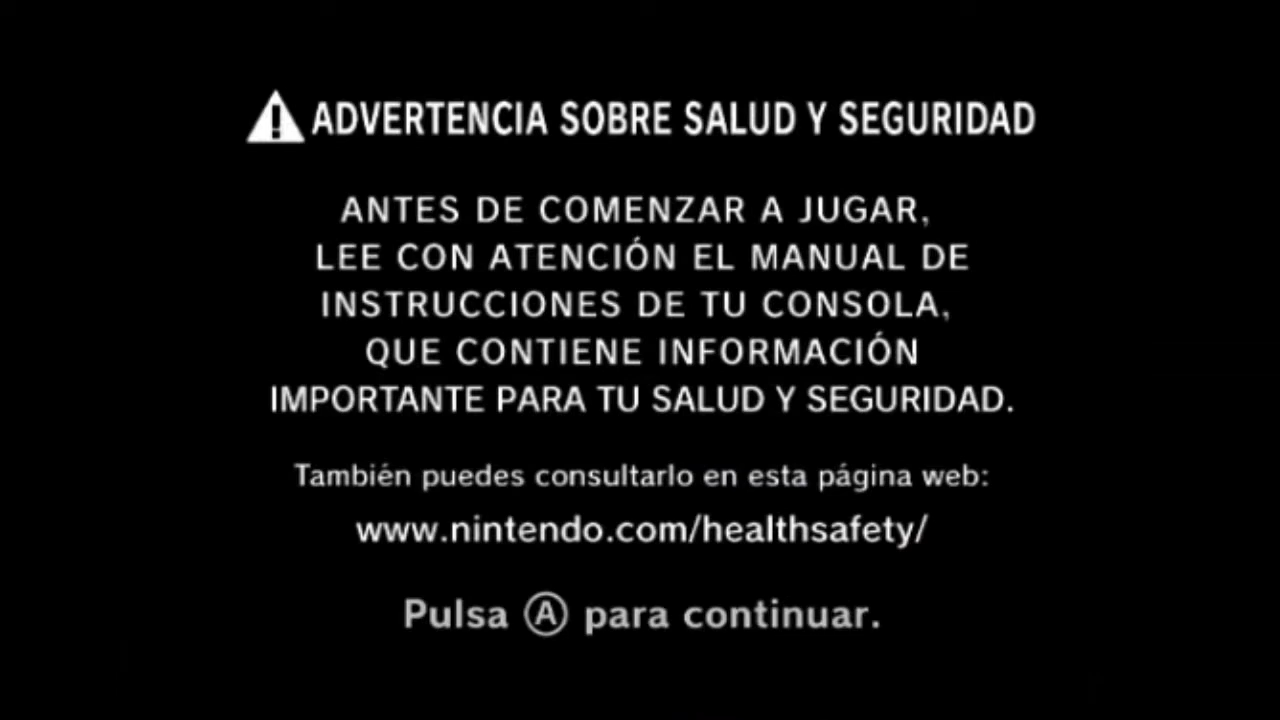 ADVERTENCIA SOBRE SALUD Y SEGURIDAD
ANTES DE COMENZAR A JUGAR,
LEE CON ATENCIÓN EL MANUAL DE
INSTRUCCIONES DE TU CONSOLA,
QUE CONTIENE INFORMACIÓN
IMPORTANTE PARA TU SALUD Y SEGURIDAD.
También puedes consultarlo en esta página web:
www.nintendo.com/healthsafety/
Pulsa Ⓐ para continuar.